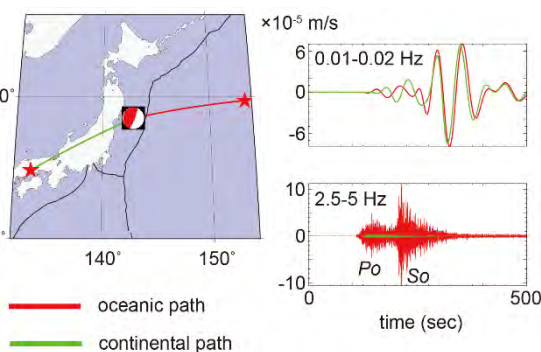 ×10⁻⁵ m/s
0.01-0.02 Hz
6
0
-6
0°
2.5-5 Hz
10
0
-10
Po
So
140°
150°
0
500
time (sec)
oceanic path
continental path